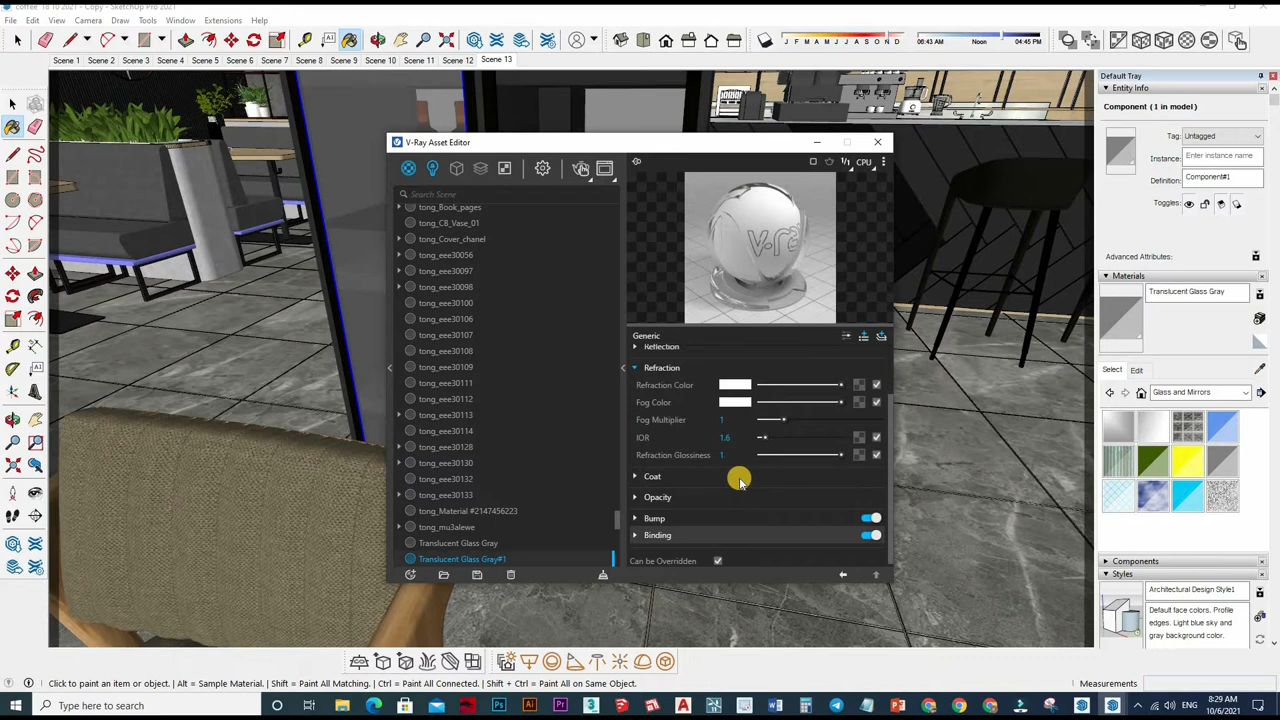 coffee 18 10 2021 - Copy - SketchUp Pro 2021
File Edit View Camera Draw Tools Window Extensions Help
J F M A M J J A S O N D
06:43 AM Noon 04:45 PM
Scene 1 Scene 2 Scene 3 Scene 4 Scene 5 Scene 6 Scene 7 Scene 8 Scene 9 Scene 10 Scene 11 Scene 12 Scene 13
V-Ray Asset Editor
1/1 CPU
Search Scene
tong_Book_pages
tong_CB_Vase_01
tong_Cover_chanel
tong_eee30056
tong_eee30097
tong_eee30098
tong_eee30100
tong_eee30106
tong_eee30107
tong_eee30108
tong_eee30109
tong_eee30111
tong_eee30112
tong_eee30113
tong_eee30114
tong_eee30128
tong_eee30130
tong_eee30132
tong_eee30133
tong_Material #2147456223
tong_mu3alewe
Translucent Glass Gray
Translucent Glass Gray#1
v-ra
Generic
Reflection
Refraction
Refraction Color
Fog Color
Fog Multiplier 1
IOR 1.6
Refraction Glossiness 1
Coat
Opacity
Bump
Binding
Can be Overridden
Default Tray
Entity Info
Component (1 in model)
Tag: Untagged
Instance: Enter instance name
Definition: Component#1
Toggles:
Advanced Attributes:
Materials
Translucent Glass Gray
Select Edit
Glass and Mirrors
Components
Styles
Architectural Design Style1
Default face colors. Profile
edges. Light blue sky and
gray background color.
Click to paint an item or object. | Alt = Sample Material. | Shift = Paint All Matching. | Ctrl = Paint All Connected. | Shift + Ctrl = Paint All on Same Object.
Measurements
Type here to search
8:29 AM
10/6/2021